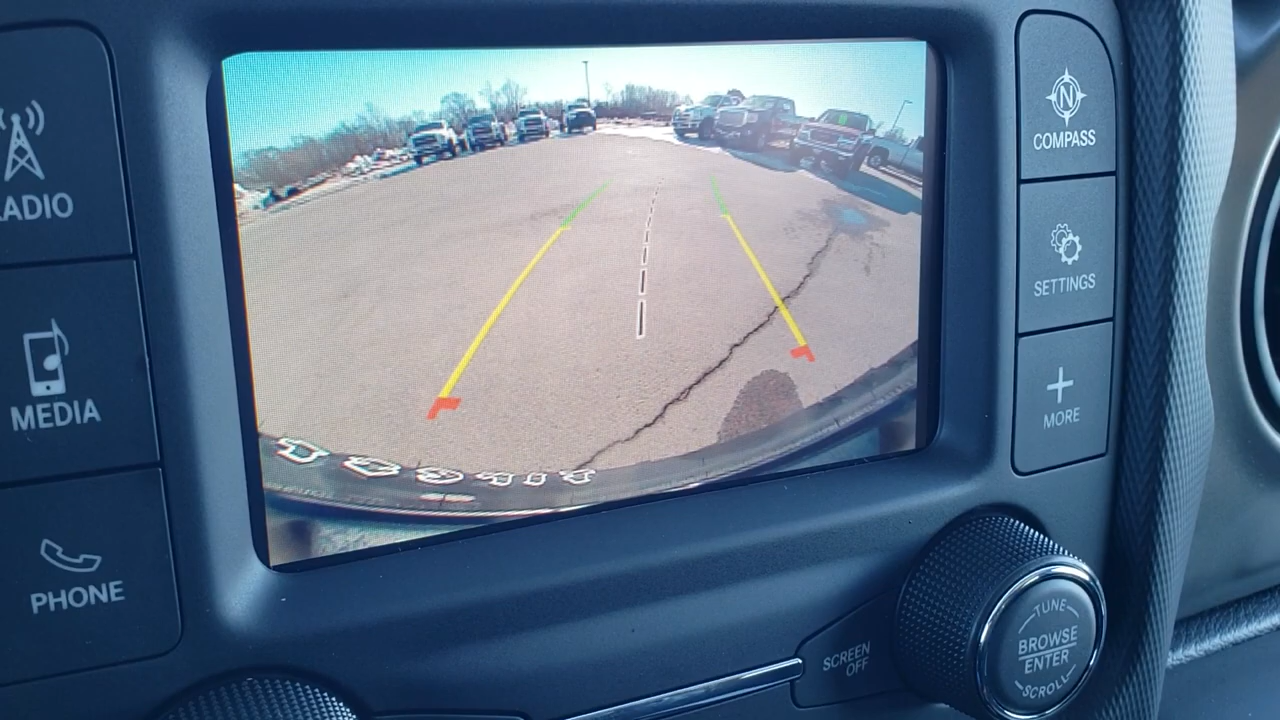 RADIO
MEDIA
PHONE
N
COMPASS
SETTINGS
MORE
SCREEN
OFF
TUNE
BROWSE
ENTER
SCROLL